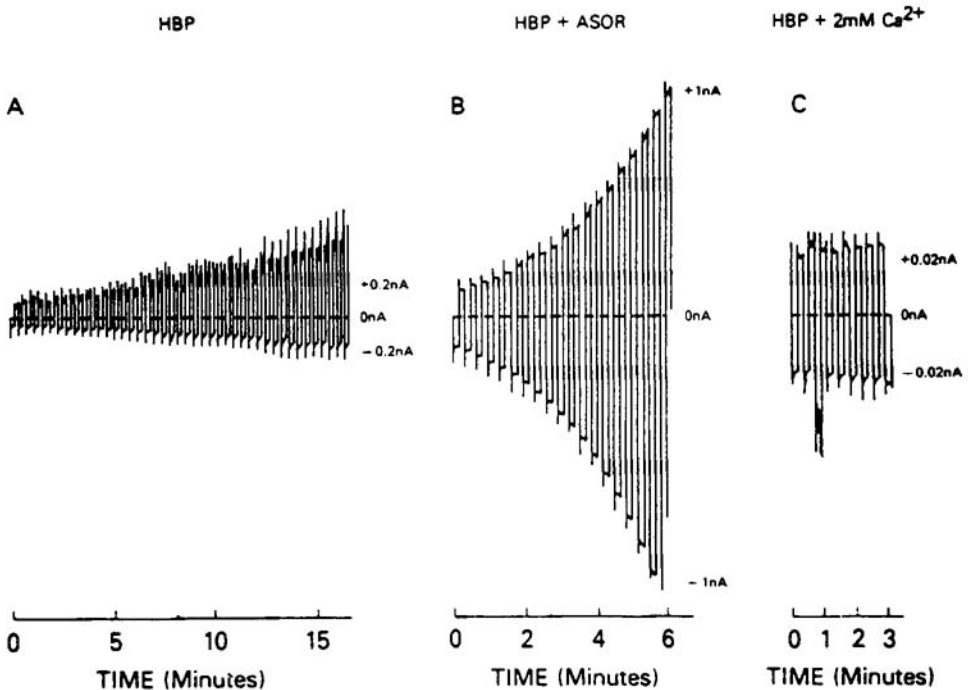 HBP
HBP + ASOR
HBP + 2mM Ca2+
A
B
C
+0.2nA
0nA
-0.2nA
+1nA
0nA
- 1nA
+0.02nA
0nA
-0.02nA
0 5 10 15
TIME (Minutes)
0 2 4 6
TIME (Minutes)
0 1 2 3
TIME (Minutes)